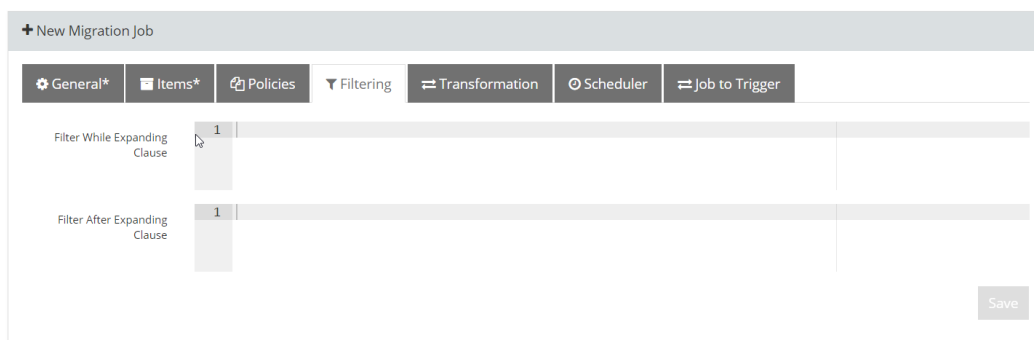 New Migration Job
General* Items* Policies Filtering Transformation Scheduler Job to Trigger
Filter While Expanding
Clause
1
Filter After Expanding
Clause
1
Save